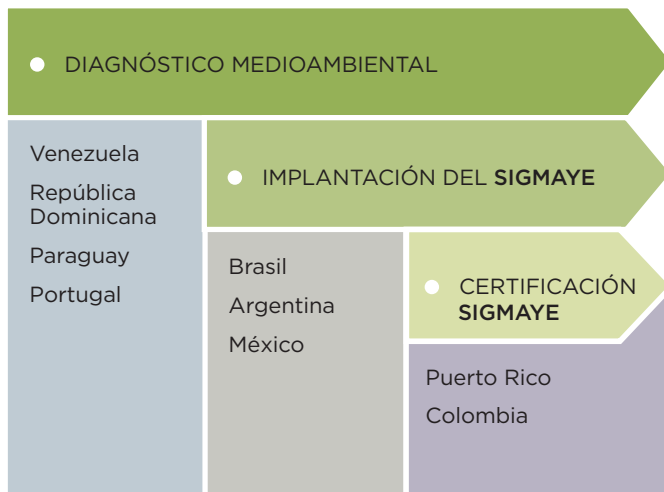 DIAGNÓSTICO MEDIOAMBIENTAL
Venezuela
República
Dominicana
Paraguay
Portugal
IMPLANTACIÓN DEL SIGMAYE
Brasil
Argentina
México
CERTIFICACIÓN
SIGMAYE
Puerto Rico
Colombia